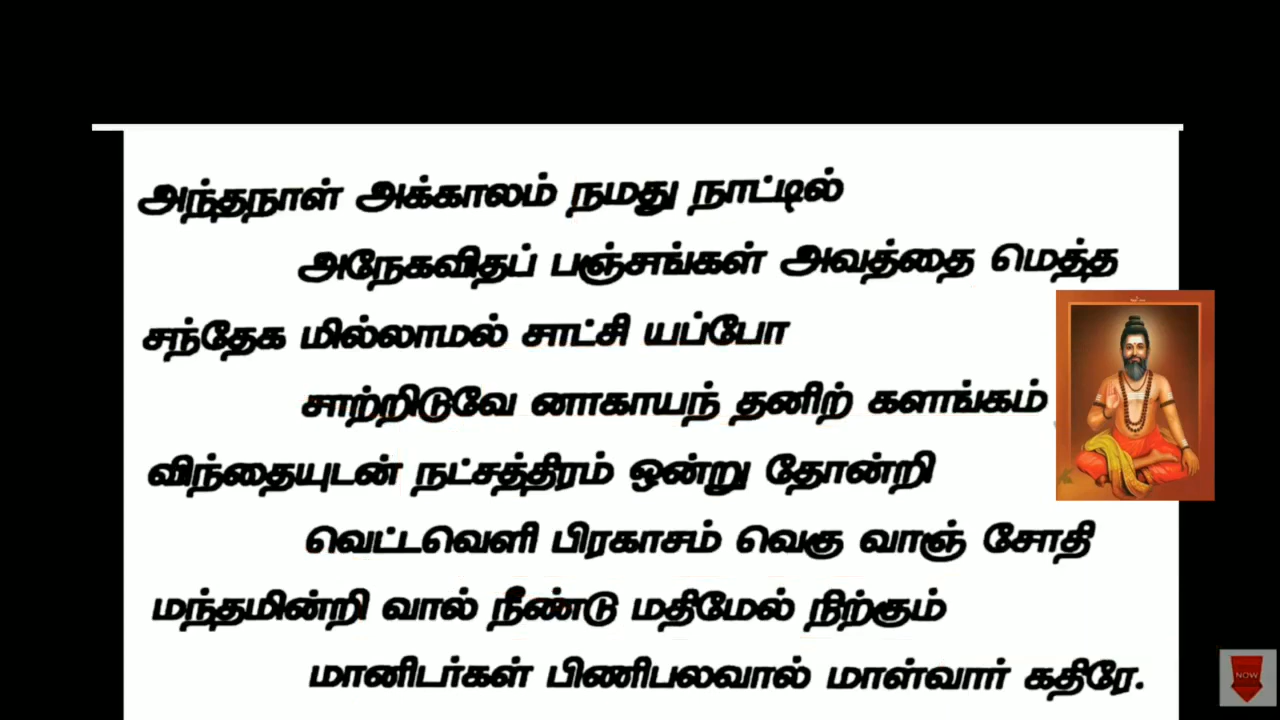 அந்தநாள் அக்காலம் நமது நாட்டில்
அநேகவிதப் பஞ்சங்கள் அவத்தை மெத்த
சந்தேக மில்லாமல் சாட்சி யப்போ
சாற்றிடுவே னாகாயந் தனிற் களங்கம்
விந்தையுடன் நட்சத்திரம் ஒன்று தோன்றி
வெட்டவெளி பிரகாசம் வெகு வாஞ் சோதி
மந்தமின்றி வால் நீண்டு மதிமேல் நிற்கும்
மானிடர்கள் பிணிபலவால் மாள்வார் கதிரே.
NOW